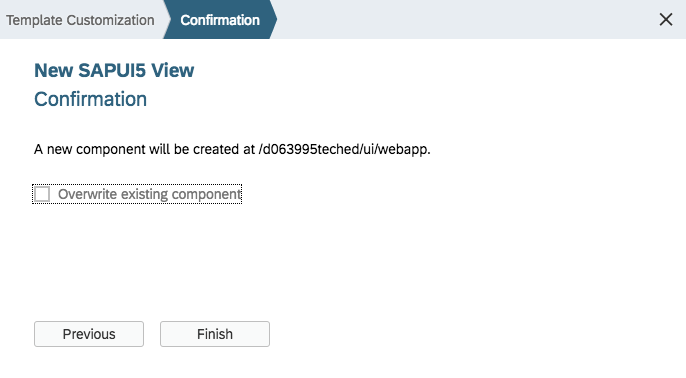 Template Customization
Confirmation
New SAPUI5 View
Confirmation
A new component will be created at /d063995teched/ui/webapp.
Overwrite existing component
Previous
Finish